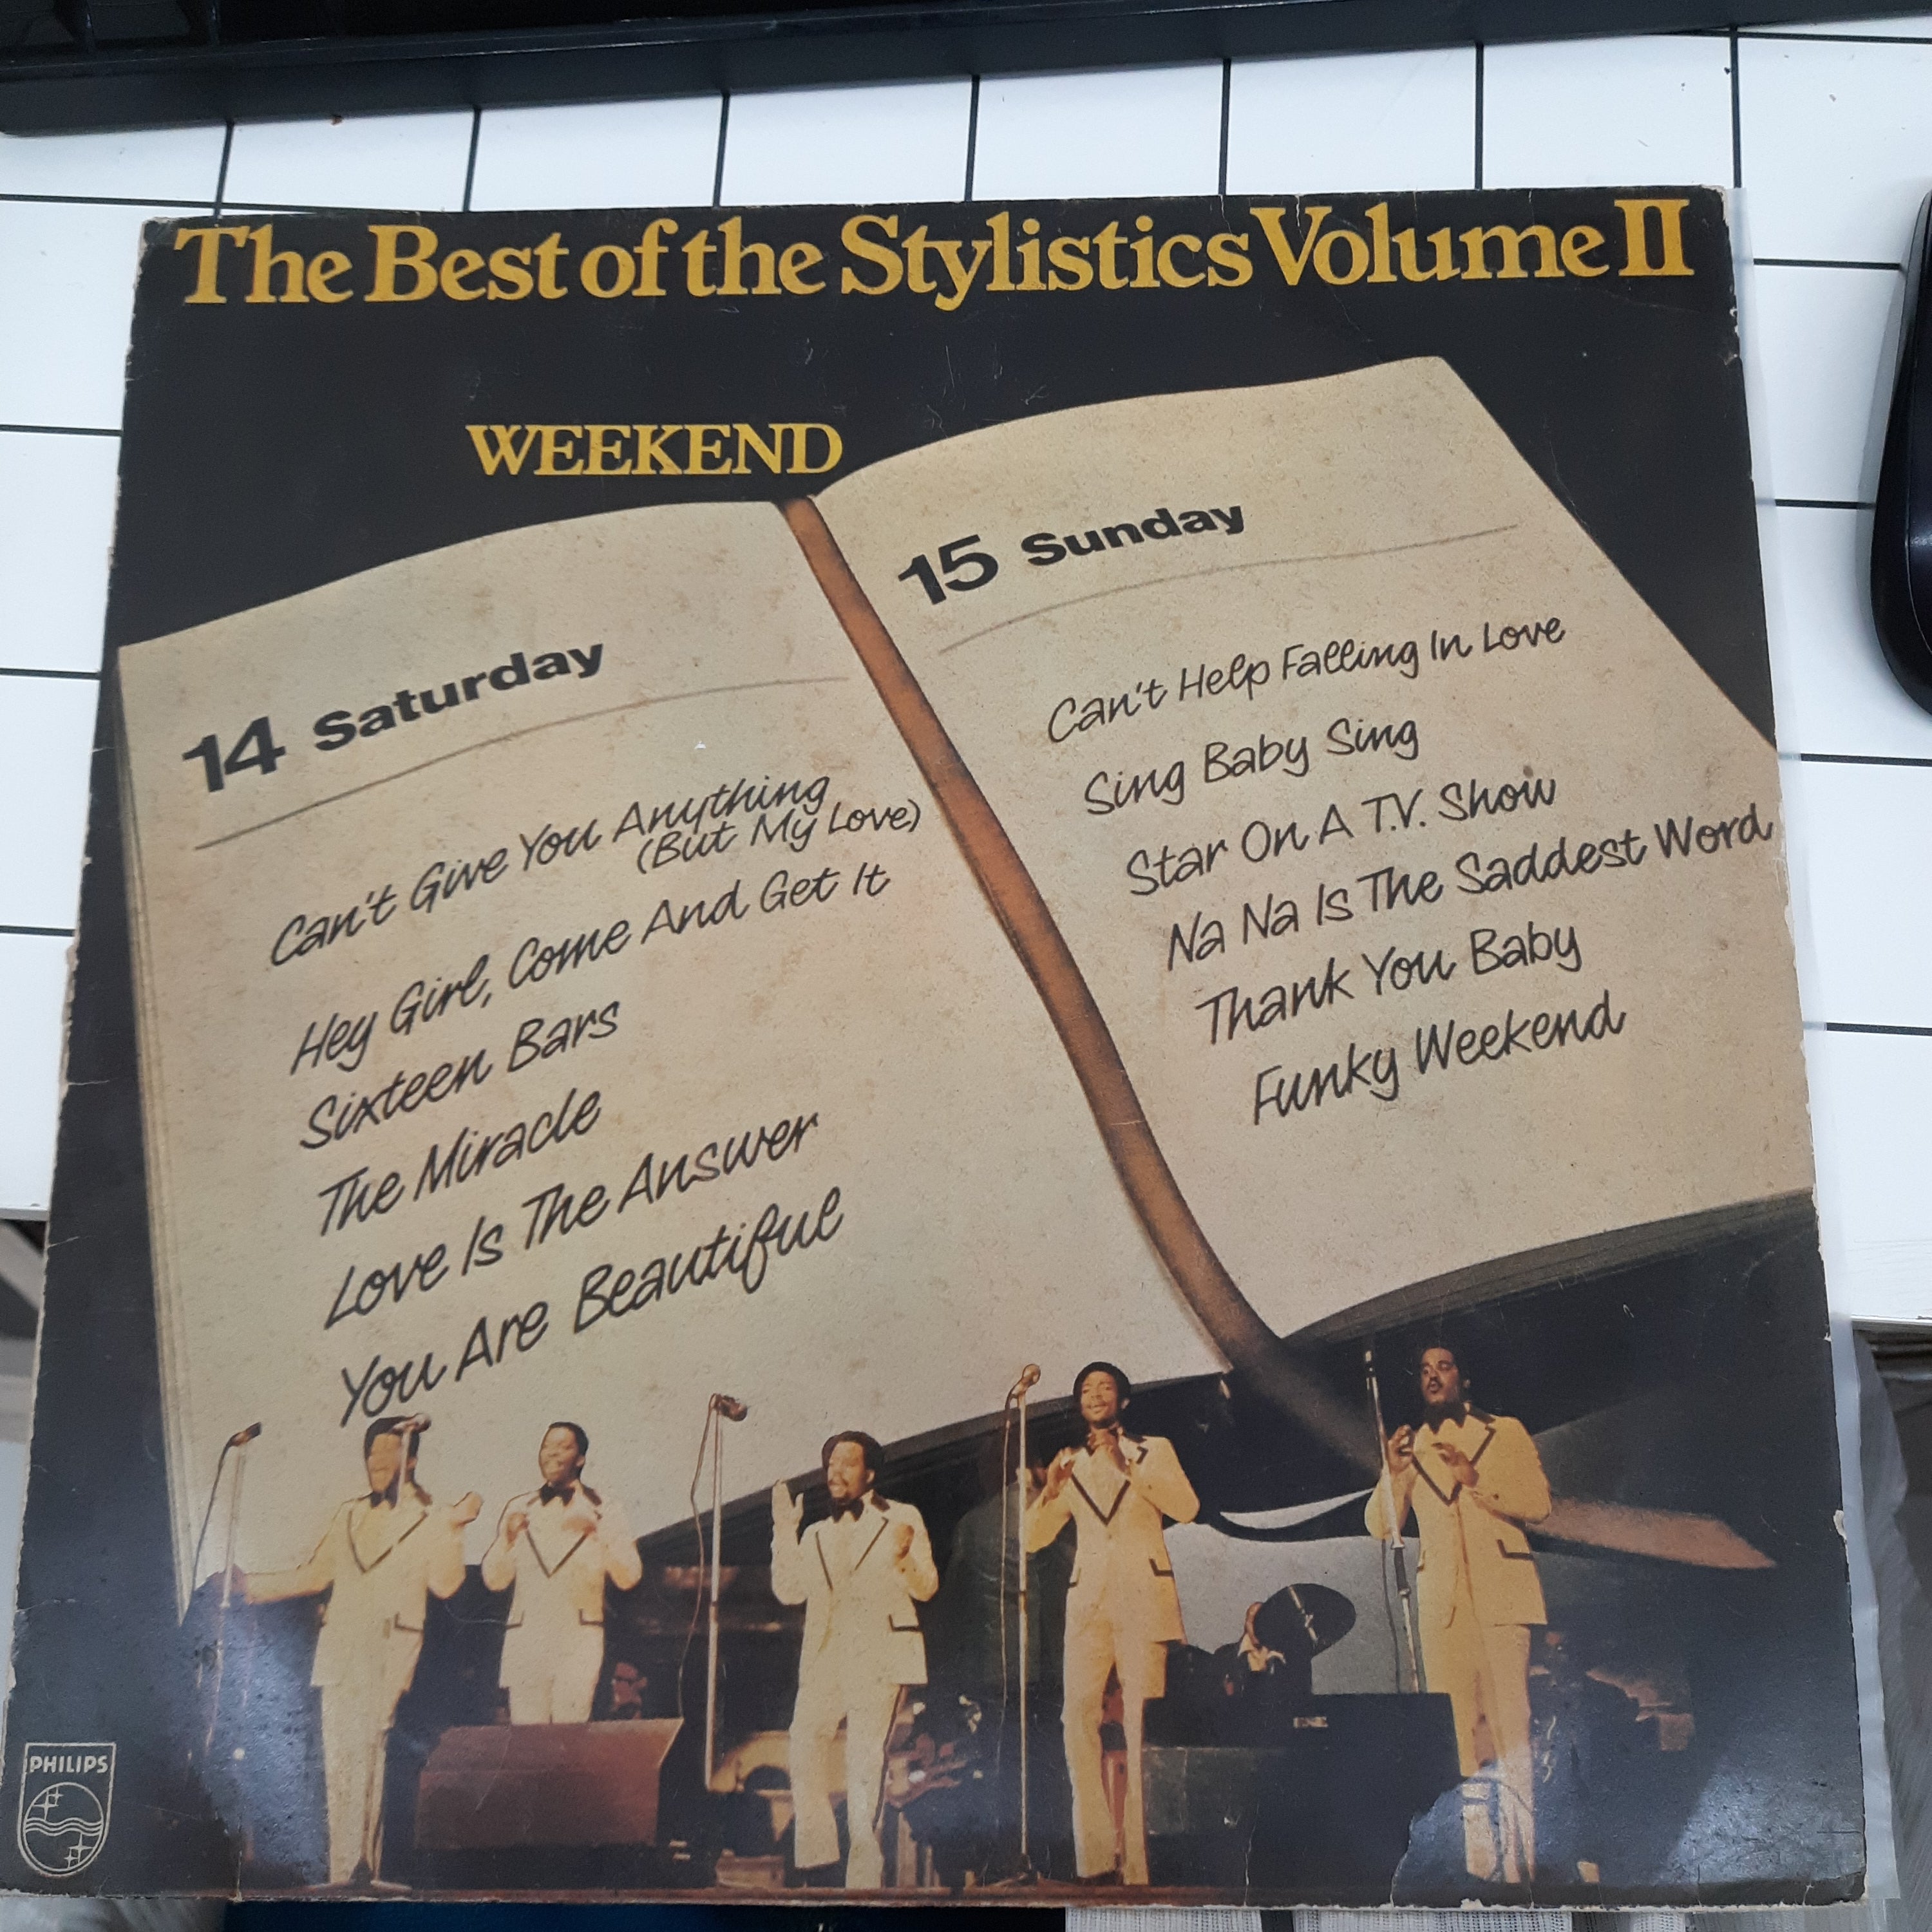 The Best of the Stylistics Volume II
WEEKEND
14 Saturday
Can't Give You Anything
(But My Love)
Hey Girl, Come And Get It
Sixteen Bars
The Miracle
Love Is The Answer
You Are Beautiful
15 Sunday
Can't Help Falling In Love
Sing Baby Sing
Star On A T.V. Show
Na Na Is The Saddest Word
Thank You Baby
Funky Weekend
PHILIPS